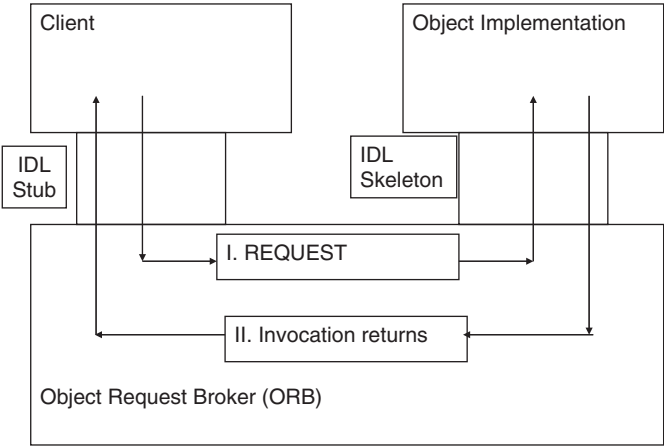 Client
Object Implementation
IDL
Stub
IDL
Skeleton
I. REQUEST
II. Invocation returns
Object Request Broker (ORB)